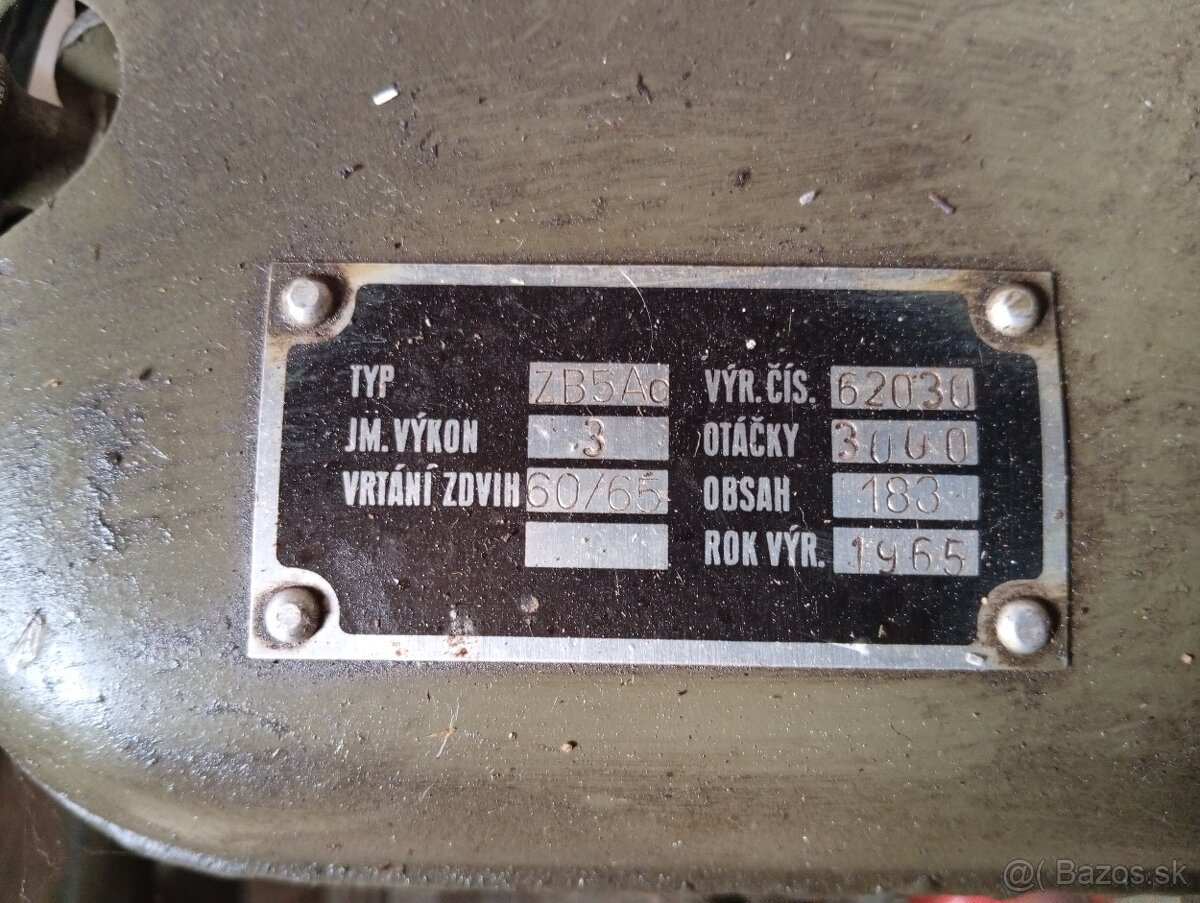 TYP ZB5Ac VÝR. ČÍS. 62030
JM. VÝKON 3 OTÁČKY 3000
VRTÁNÍ ZDVIH 60/65 OBSAH 183
ROK VÝR. 1965
@( Bazos.sk